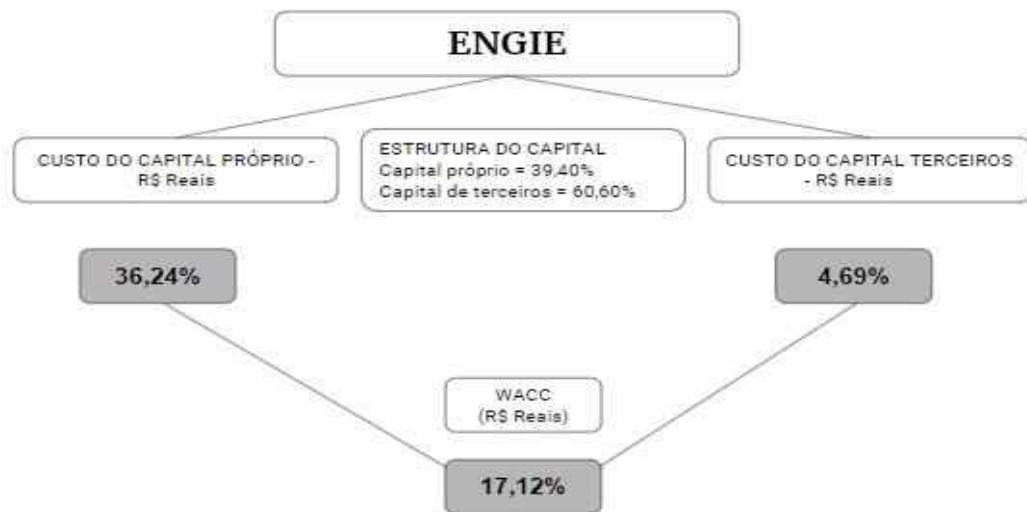 ENGIE
CUSTO DO CAPITAL PRÓPRIO -
R$ Reais
ESTRUTURA DO CAPITAL
Capital próprio = 39,40%
Capital de terceiros = 60,60%
CUSTO DO CAPITAL TERCEIROS
- R$ Reais
36,24%
4,69%
WACC
(R$ Reais)
17,12%